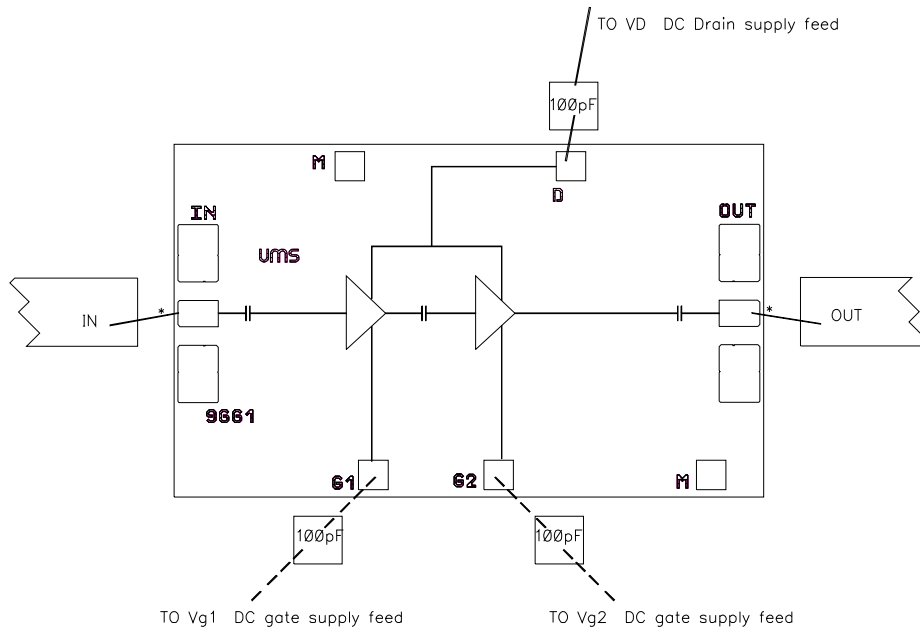 TO VD DC Drain supply feed
100pF
M
D
IN
OUT
UMS
IN
*
*
OUT
9661
G1
G2
M
100pF
100pF
TO Vg1 DC gate supply feed
TO Vg2 DC gate supply feed